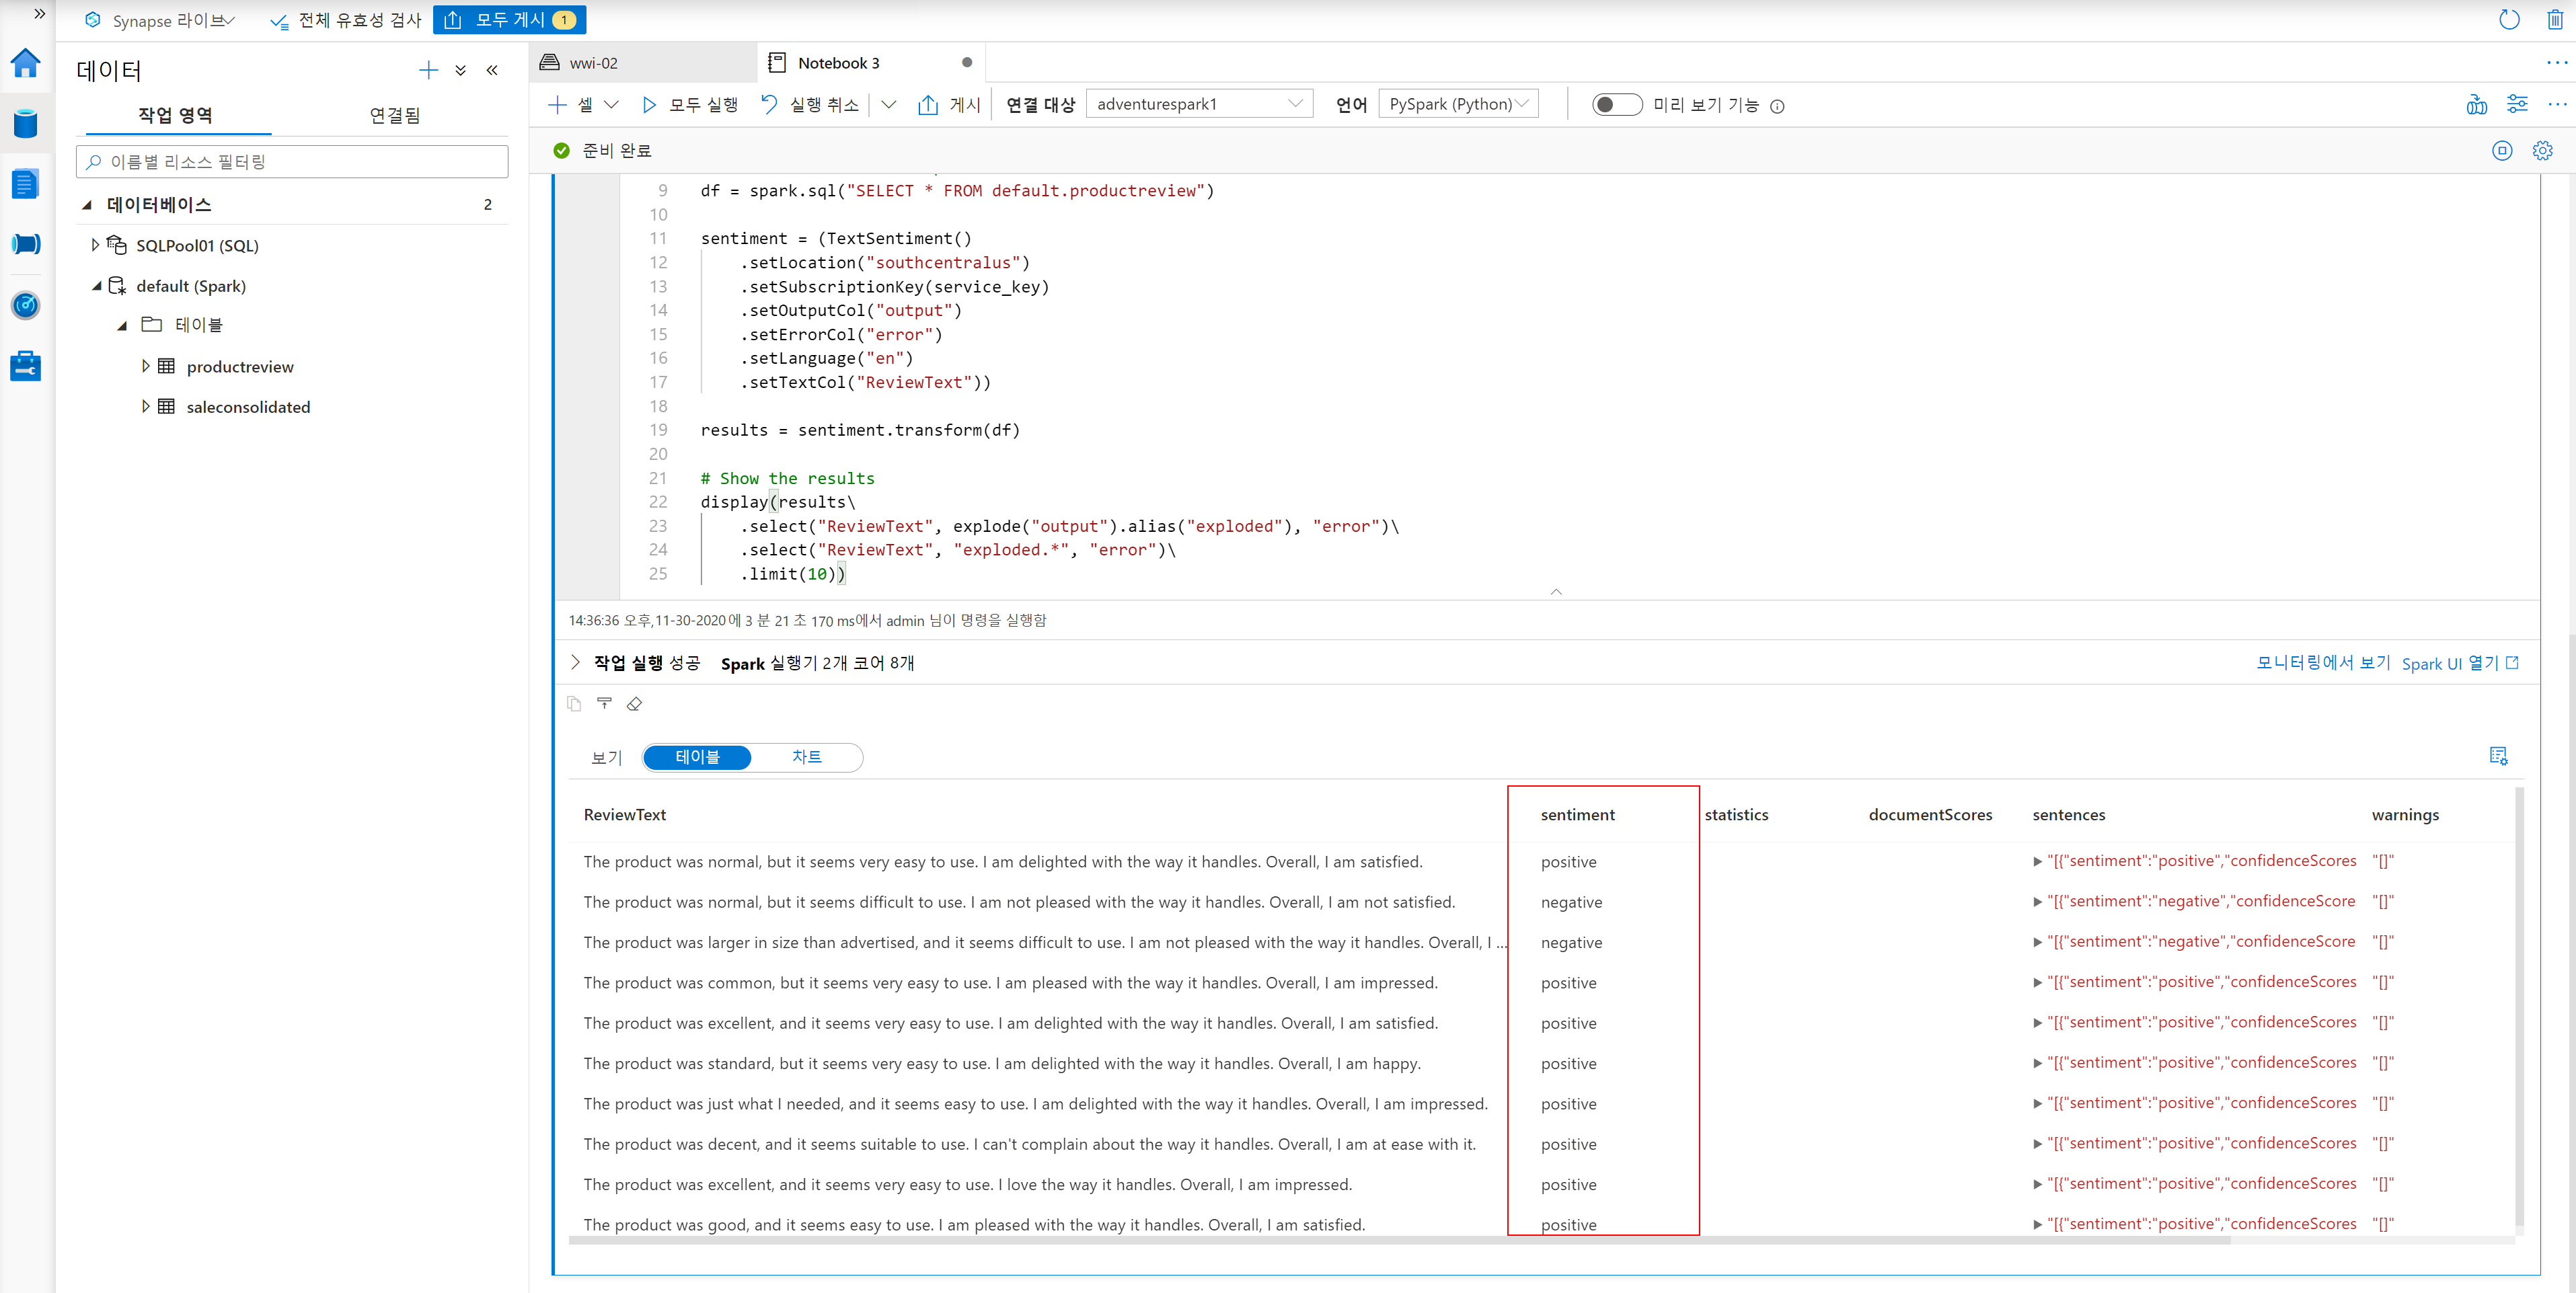 Synapse 라이브
전체 유효성 검사
모두 게시 1
데이터
작업 영역
연결됨
이름별 리소스 필터링
데이터베이스 2
SQLPool01 (SQL)
default (Spark)
테이블
productreview
saleconsolidated
wwi-02
Notebook 3
셀
모두 실행
실행 취소
게시
연결 대상
adventurespark1
언어
PySpark (Python)
미리 보기 기능
준비 완료
9 df = spark.sql("SELECT * FROM default.productreview")
10
11 sentiment = (TextSentiment()
12 .setLocation("southcentralus")
13 .setSubscriptionKey(service_key)
14 .setOutputCol("output")
15 .setErrorCol("error")
16 .setLanguage("en")
17 .setTextCol("ReviewText"))
18
19 results = sentiment.transform(df)
20
21 # Show the results
22 display(results\
23 .select("ReviewText", explode("output").alias("exploded"), "error")\
24 .select("ReviewText", "exploded.*", "error")\
25 .limit(10))
14:36:36 오후,11-30-2020에 3 분 21 초 170 ms에서 admin 님이 명령을 실행함
작업 실행 성공 Spark 실행기 2개 코어 8개
모니터링에서 보기 Spark UI 열기
보기 테이블 차트
ReviewText sentiment statistics documentScores sentences warnings
The product was normal, but it seems very easy to use. I am delighted with the way it handles. Overall, I am satisfied. positive "[{"sentiment":"positive","confidenceScores "[]"
The product was normal, but it seems difficult to use. I am not pleased with the way it handles. Overall, I am not satisfied. negative "[{"sentiment":"negative","confidenceScore "[]"
The product was larger in size than advertised, and it seems difficult to use. I am not pleased with the way it handles. Overall, I ... negative "[{"sentiment":"negative","confidenceScore "[]"
The product was common, but it seems very easy to use. I am pleased with the way it handles. Overall, I am impressed. positive "[{"sentiment":"positive","confidenceScores "[]"
The product was excellent, and it seems very easy to use. I am delighted with the way it handles. Overall, I am satisfied. positive "[{"sentiment":"positive","confidenceScores "[]"
The product was standard, but it seems very easy to use. I am delighted with the way it handles. Overall, I am happy. positive "[{"sentiment":"positive","confidenceScores "[]"
The product was just what I needed, and it seems easy to use. I am delighted with the way it handles. Overall, I am impressed. positive "[{"sentiment":"positive","confidenceScores "[]"
The product was decent, and it seems suitable to use. I can't complain about the way it handles. Overall, I am at ease with it. positive "[{"sentiment":"positive","confidenceScores "[]"
The product was excellent, and it seems very easy to use. I love the way it handles. Overall, I am impressed. positive "[{"sentiment":"positive","confidenceScores "[]"
The product was good, and it seems easy to use. I am pleased with the way it handles. Overall, I am satisfied. positive "[{"sentiment":"positive","confidenceScores "[]"